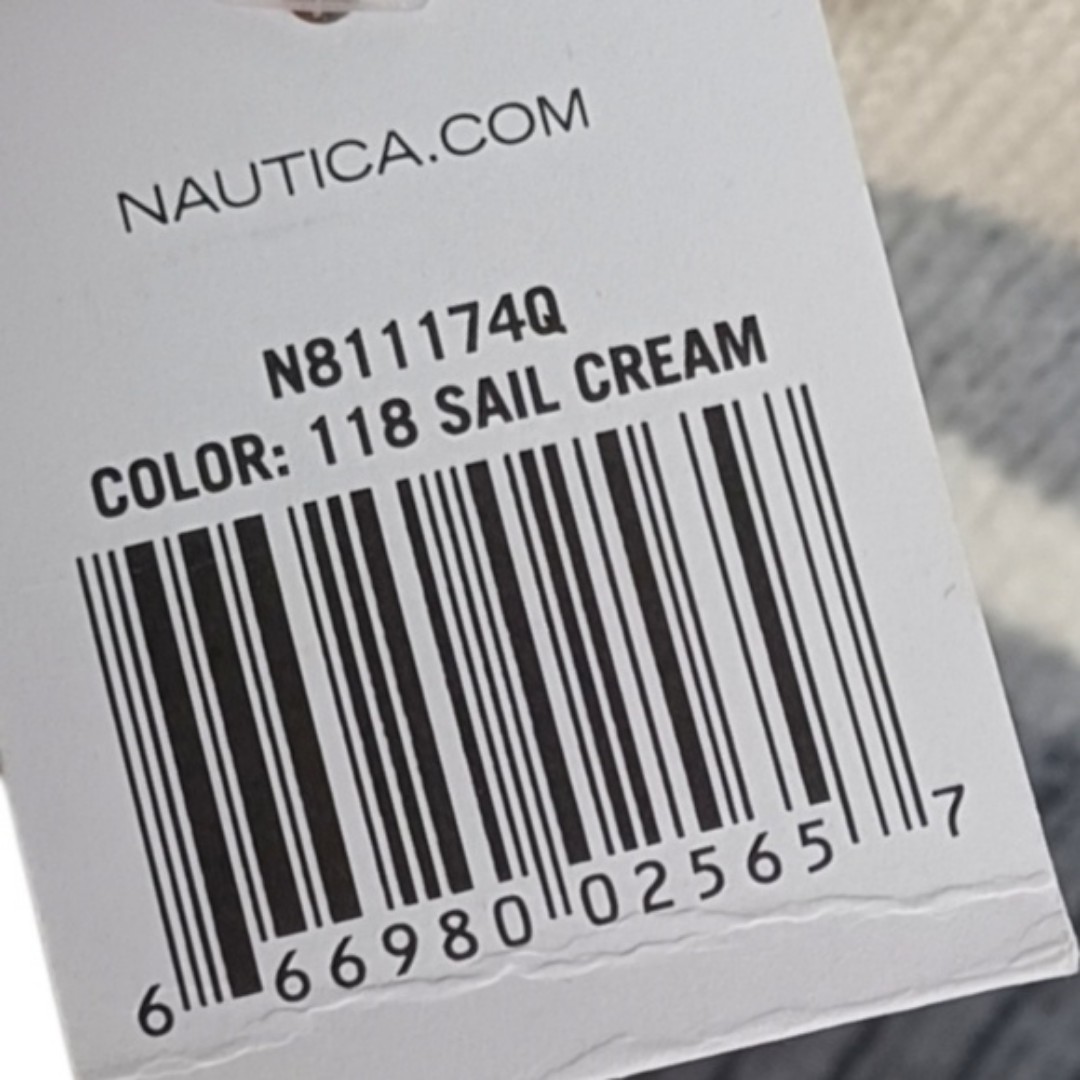 NAUTICA.COM
N811174Q
COLOR: 118 SAIL CREAM
6 66980 02565 7